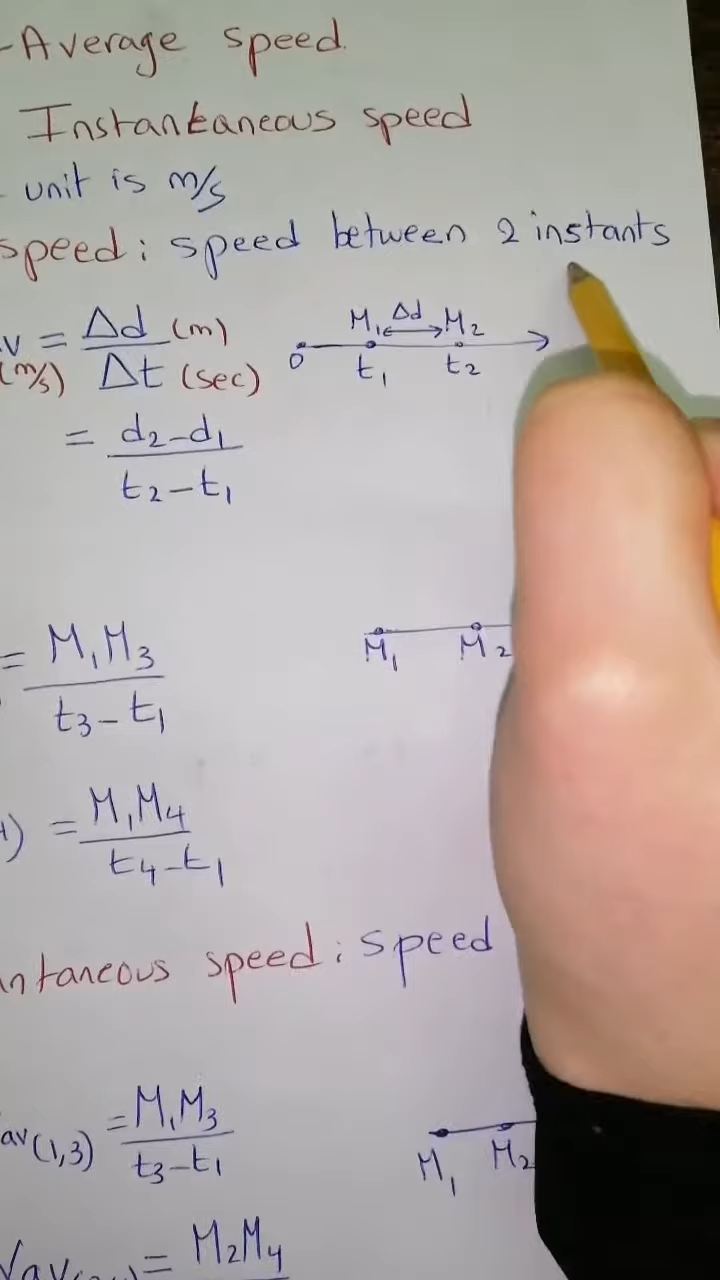 -Average speed
Instantaneous speed
- unit is m/s
speed: speed between 2 instants
v = Δd (m)
(m/s) Δt (sec)
M₁ Δd M₂
0 t₁ t₂
= d₂-d₁
t₂-t₁
= M₁M₃
t₃-t₁
M₁ M₂
4) = M₁M₄
t₄-t₁
ntaneous speed: speed
av(1,3) = M₁M₃
t₃-t₁
M₁ M₂
Vav = M₂M₄